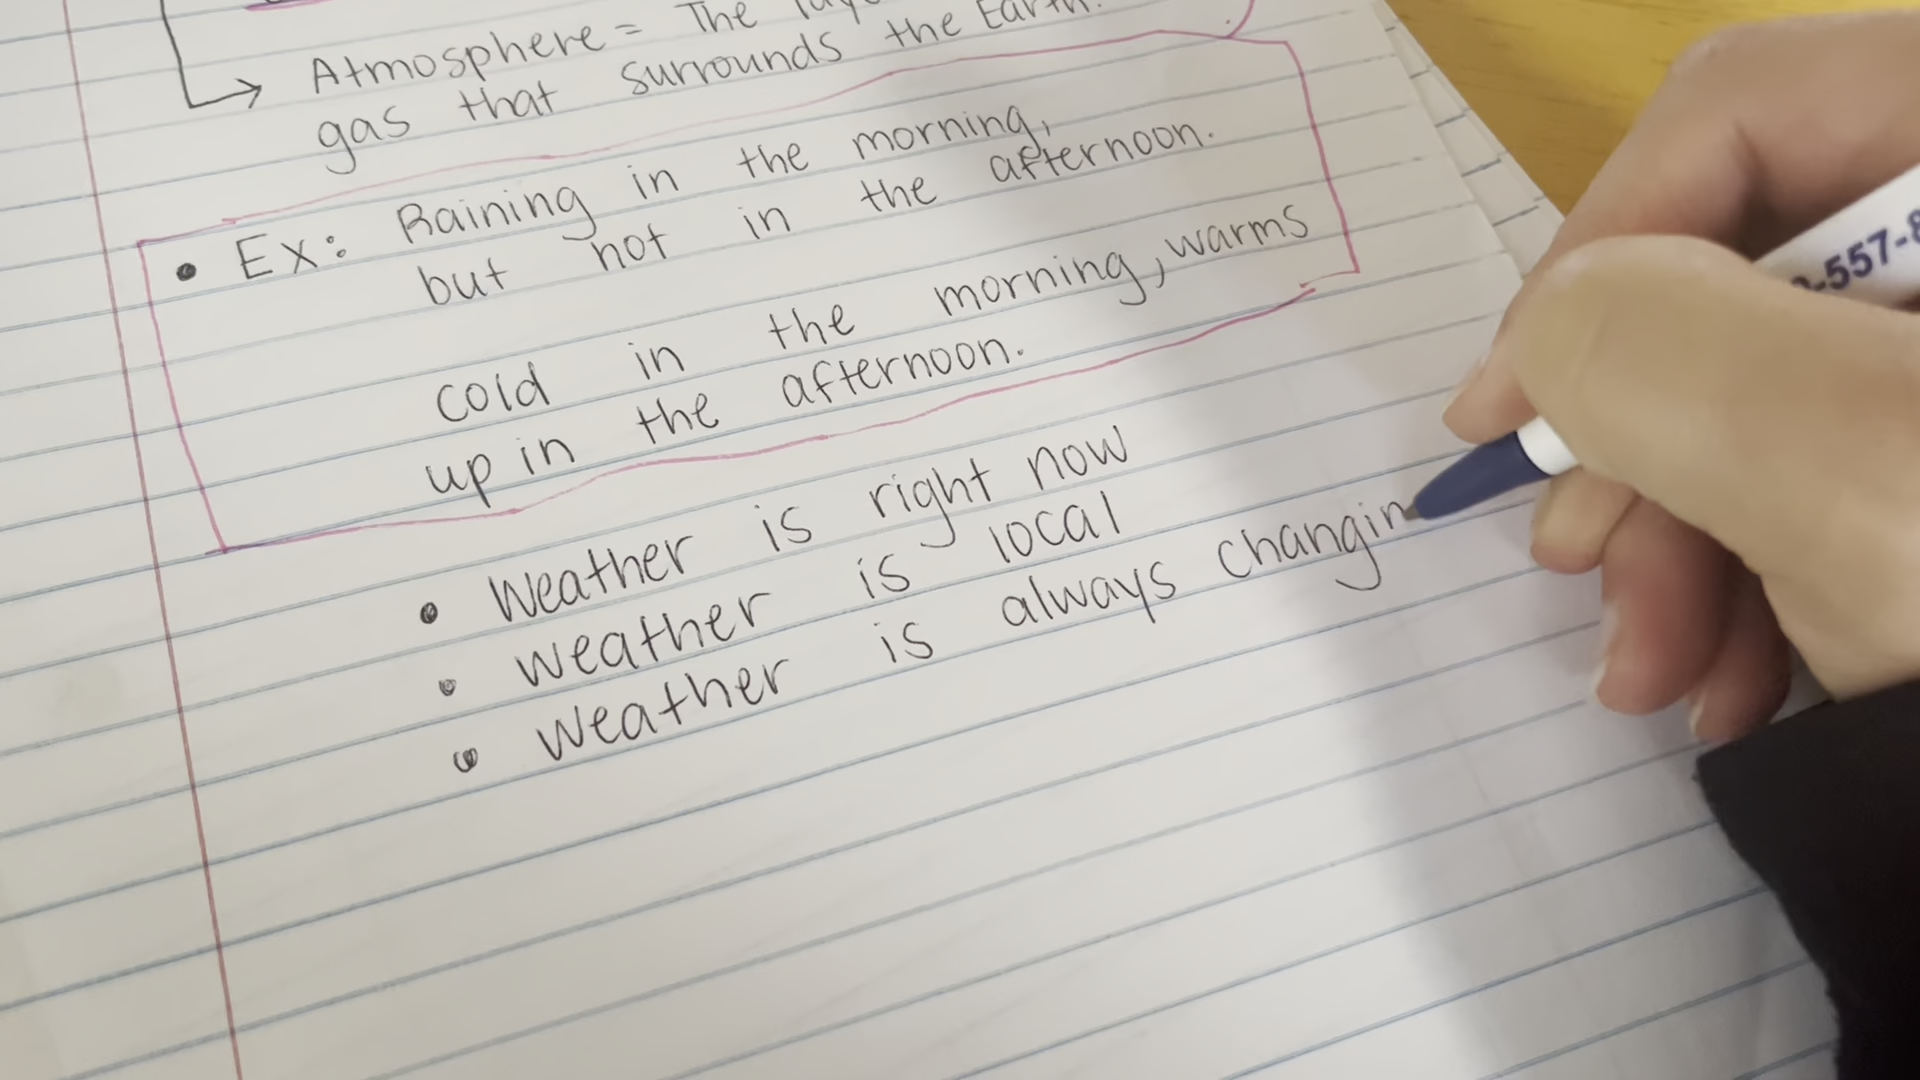 Atmosphere = The
gas that surrounds the Earth.
• Ex: Raining in the morning,
but not in the afternoon.
cold in the morning, warms
up in the afternoon.
• Weather is right now
• weather is local
• weather is always changin
-557-8